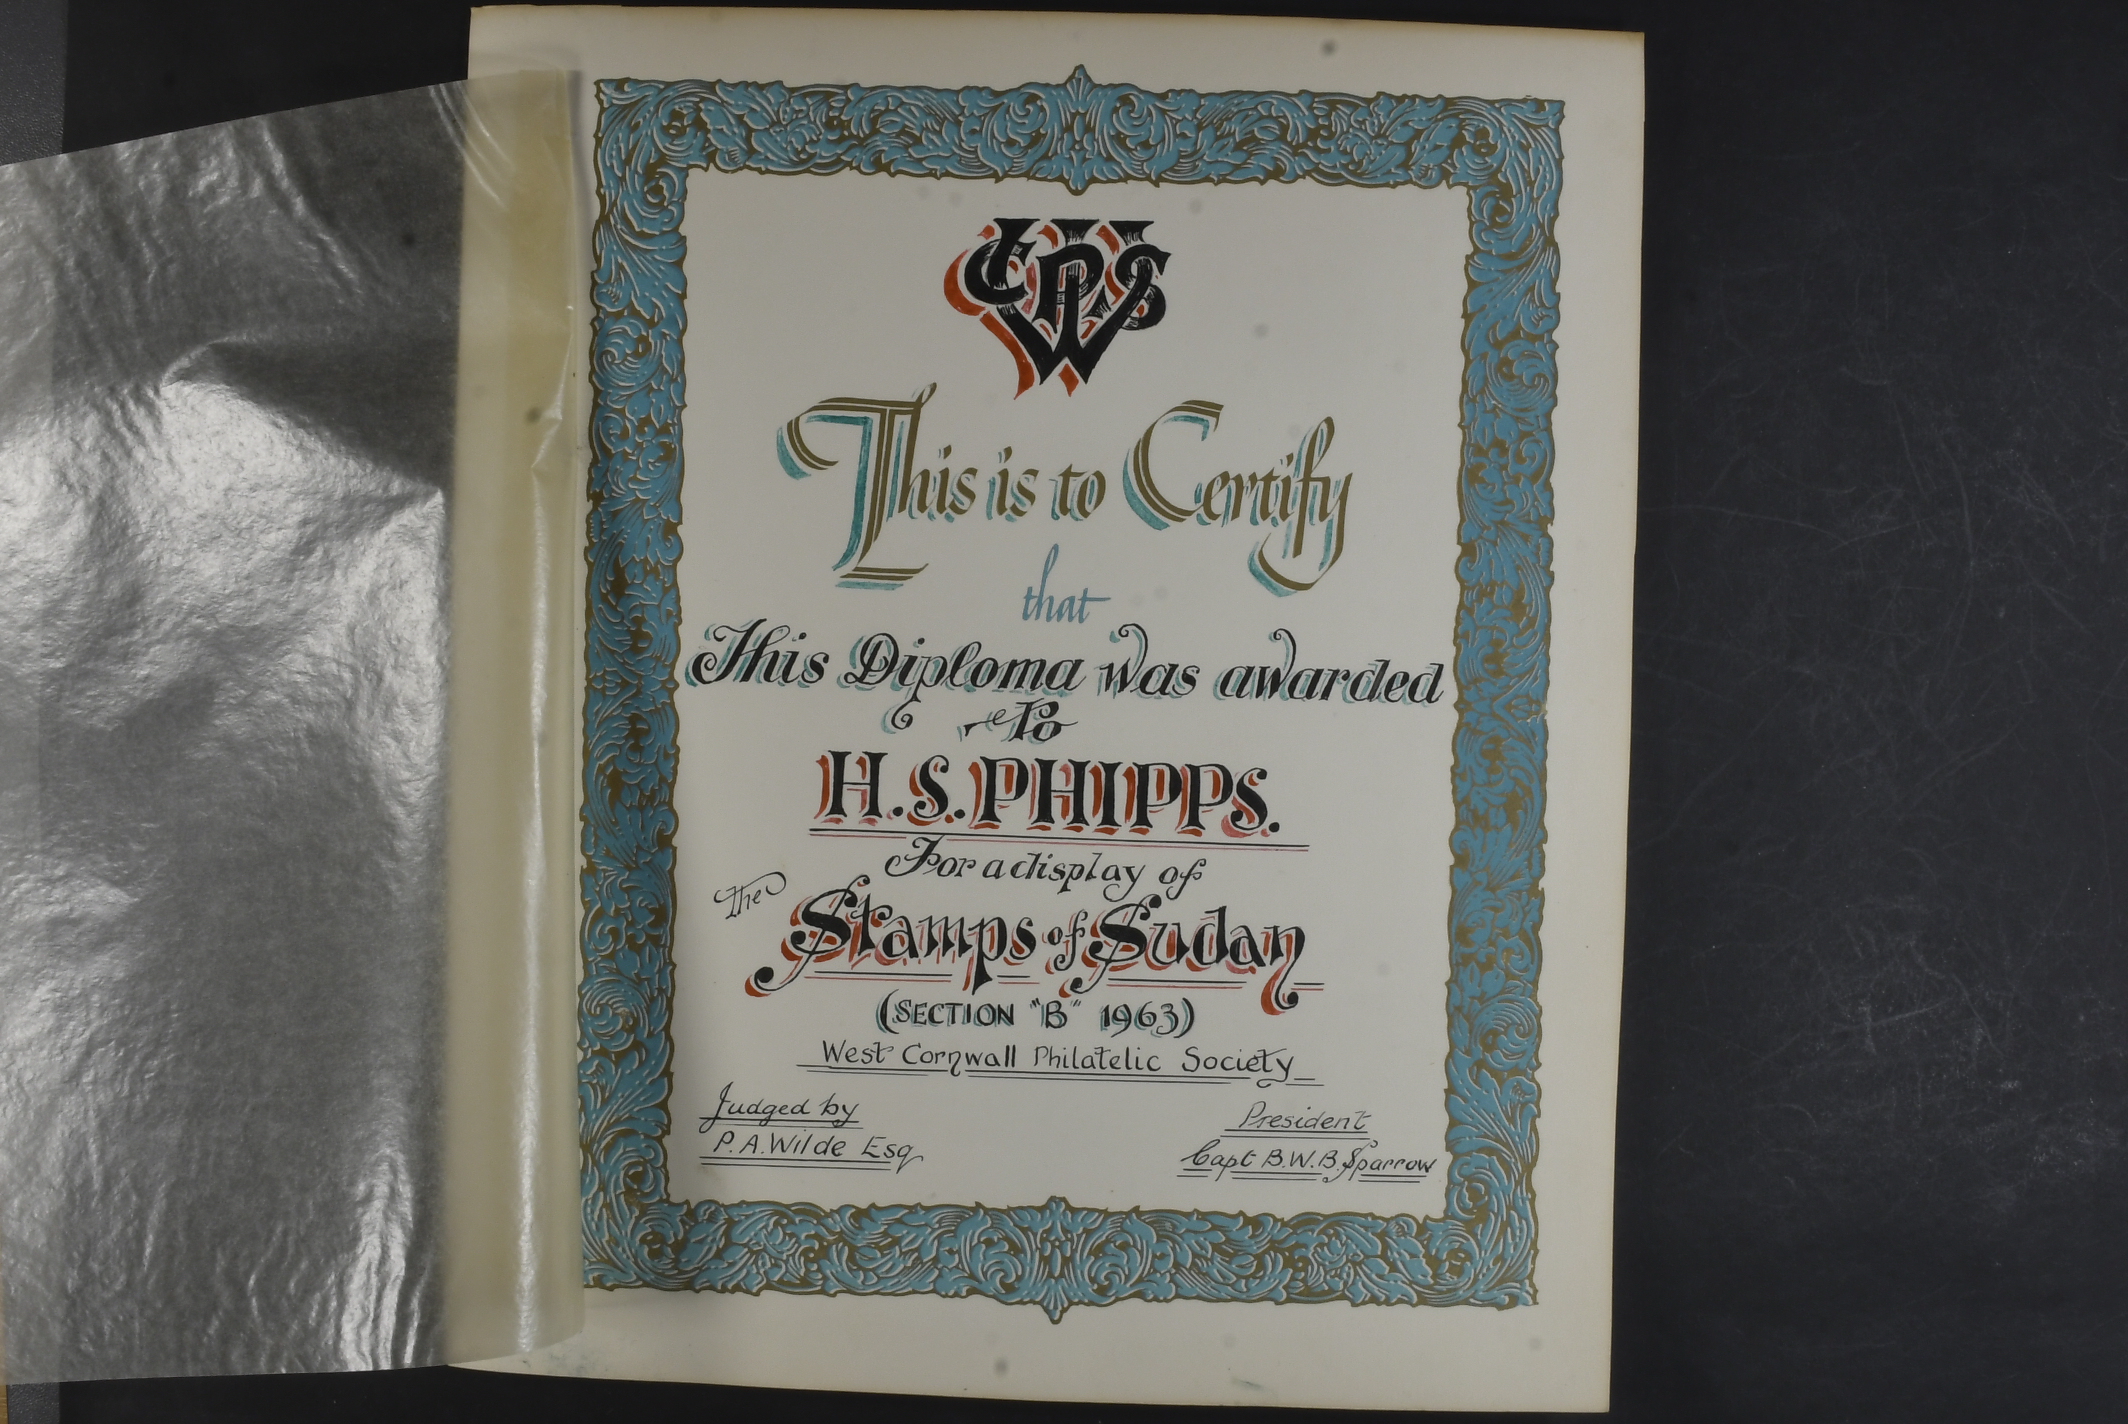 WCPS
This is to Certify
that
This Diploma was awarded
To
H. S. PHIPPS.
For a display of
The
Stamps of Sudan
(SECTION "B" 1963)
West Cornwall Philatelic Society
Judged by
P. A. Wilde Esq
President
Capt B. W. B. Sparrow